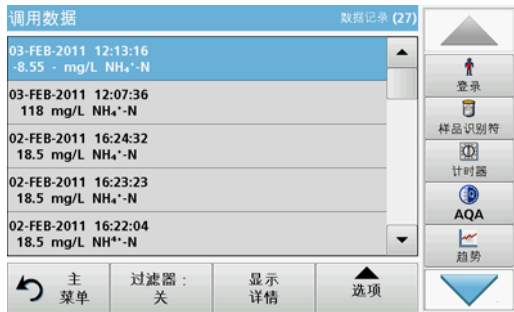 调用数据
数据记录 (27)
03-FEB-2011 12:13:16
-8.55 - mg/L NH₄⁺-N
03-FEB-2011 12:07:36
118 mg/L NH₄⁺-N
02-FEB-2011 16:24:32
18.5 mg/L NH₄⁺-N
02-FEB-2011 16:23:23
18.5 mg/L NH₄⁺-N
02-FEB-2011 16:22:04
18.5 mg/L NH⁴⁺-N
登录
样品识别符
计时器
AQA
趋势
主
菜单
过滤器：
关
显示
详情
选项